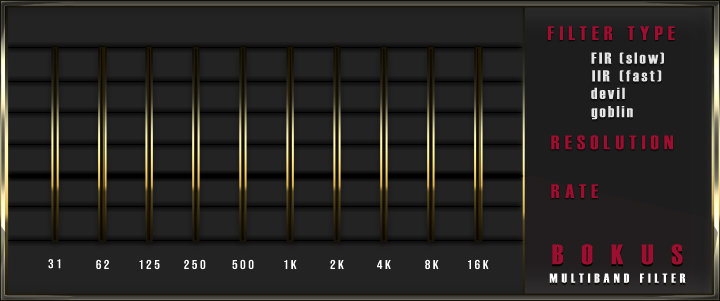 FILTER TYPE
FIR (slow)
IIR (fast)
devil
goblin
RESOLUTION
RATE
31 62 125 250 500 1K 2K 4K 8K 16K
BOKUS
MULTIBAND FILTER